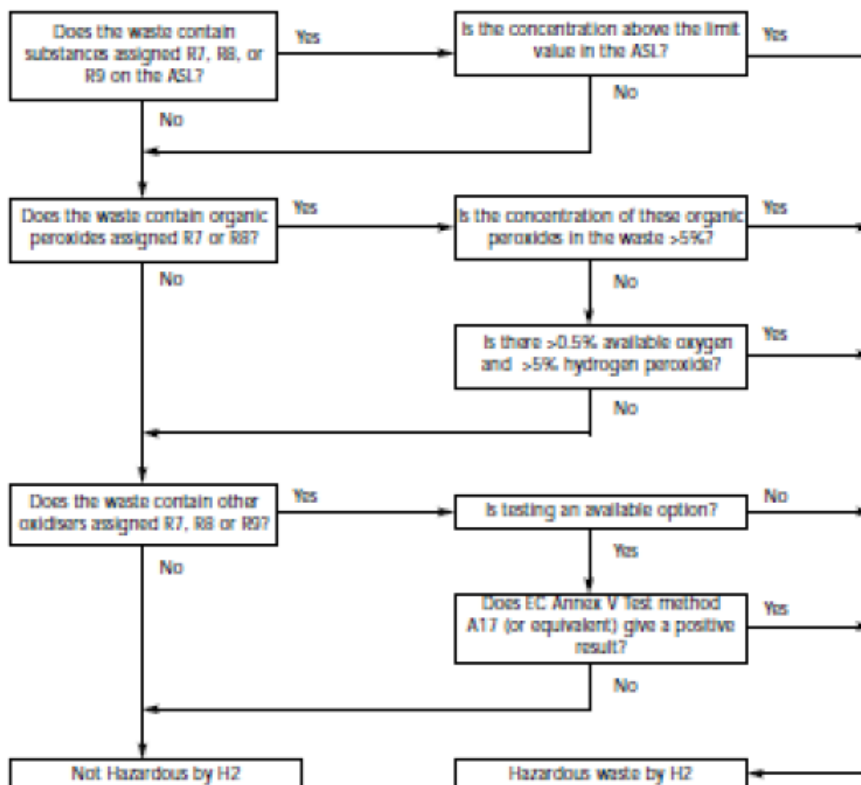 Does the waste contain
substances assigned R7, R8, or
R9 on the ASL?
Yes
Is the concentration above the limit
value in the ASL?
Yes
No
No
Does the waste contain organic
peroxides assigned R7 or R8?
Yes
Is the concentration of these organic
peroxides in the waste >5%?
Yes
No
No
Is there >0.5% available oxygen
and >5% hydrogen peroxide?
Yes
No
Does the waste contain other
oxidisers assigned R7, R8 or R9?
Yes
Is testing an available option?
No
No
Yes
Does EC Annex V Test method
A17 (or equivalent) give a positive
result?
Yes
No
Not Hazardous by H2
Hazardous waste by H2